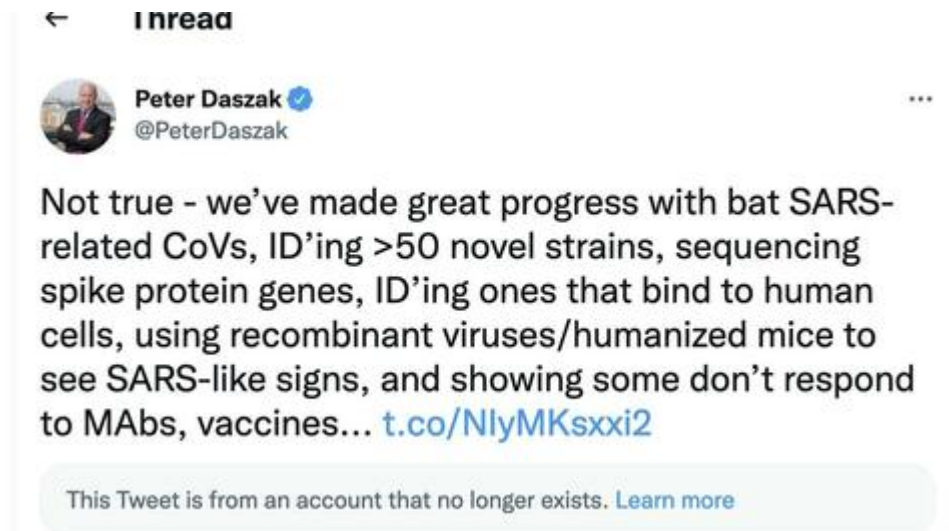 Thread
Peter Daszak
@PeterDaszak
Not true - we've made great progress with bat SARS-
related CoVs, ID'ing >50 novel strains, sequencing
spike protein genes, ID'ing ones that bind to human
cells, using recombinant viruses/humanized mice to
see SARS-like signs, and showing some don't respond
to MAbs, vaccines... t.co/NIyMKsxxi2
This Tweet is from an account that no longer exists. Learn more